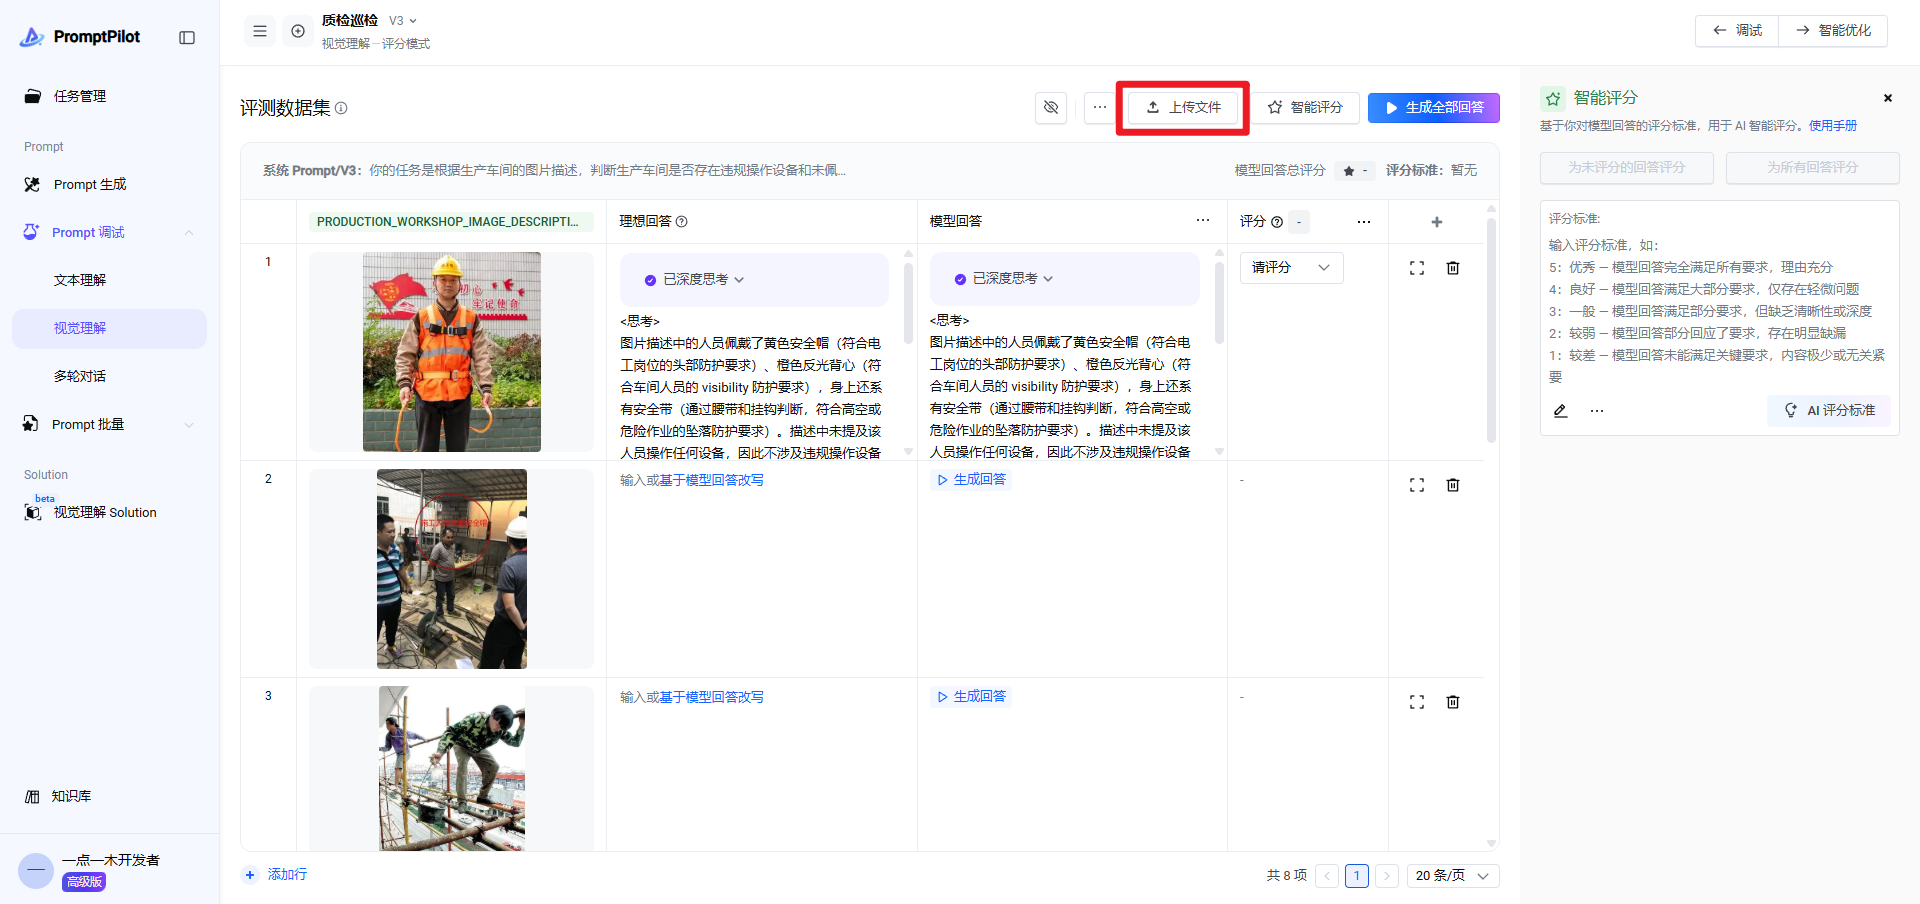 PromptPilot
任务管理
Prompt
Prompt 生成
Prompt 调试
文本理解
视觉理解
多轮对话
Prompt 批量
Solution
beta
视觉理解 Solution
知识库
一点一木开发者
高级版
质检巡检 V3
视觉理解－评分模式
调试
智能优化
评测数据集
上传文件
智能评分
生成全部回答
系统 Prompt/V3：你的任务是根据生产车间的图片描述，判断生产车间是否存在违规操作设备和未佩...
模型回答总评分 -
评分标准：暂无
PRODUCTION_WORKSHOP_IMAGE_DESCRIPTI...
理想回答
模型回答
评分 -
1
初心
牢记使命
已深度思考
<思考>
图片描述中的人员佩戴了黄色安全帽（符合电
工岗位的头部防护要求）、橙色反光背心（符
合车间人员的 visibility 防护要求），身上还系
有安全带（通过腰带和挂钩判断，符合高空或
危险作业的坠落防护要求）。描述中未提及该
人员操作任何设备，因此不涉及违规操作设备
已深度思考
<思考>
图片描述中的人员佩戴了黄色安全帽（符合电
工岗位的头部防护要求）、橙色反光背心（符
合车间人员的 visibility 防护要求），身上还系
有安全带（通过腰带和挂钩判断，符合高空或
危险作业的坠落防护要求）。描述中未提及该
人员操作任何设备，因此不涉及违规操作设备
请评分
2
输入或基于模型回答改写
生成回答
-
3
输入或基于模型回答改写
生成回答
-
添加行
共 8 项
1
20 条/页
智能评分
基于你对模型回答的评分标准，用于 AI 智能评分。使用手册
为未评分的回答评分
为所有回答评分
评分标准:
输入评分标准，如：
5：优秀 – 模型回答完全满足所有要求，理由充分
4：良好 – 模型回答满足大部分要求，仅存在轻微问题
3：一般 – 模型回答满足部分要求，但缺乏清晰性或深度
2：较弱 – 模型回答部分回应了要求，存在明显缺漏
1：较差 – 模型回答未能满足关键要求，内容极少或无关紧
要
AI 评分标准